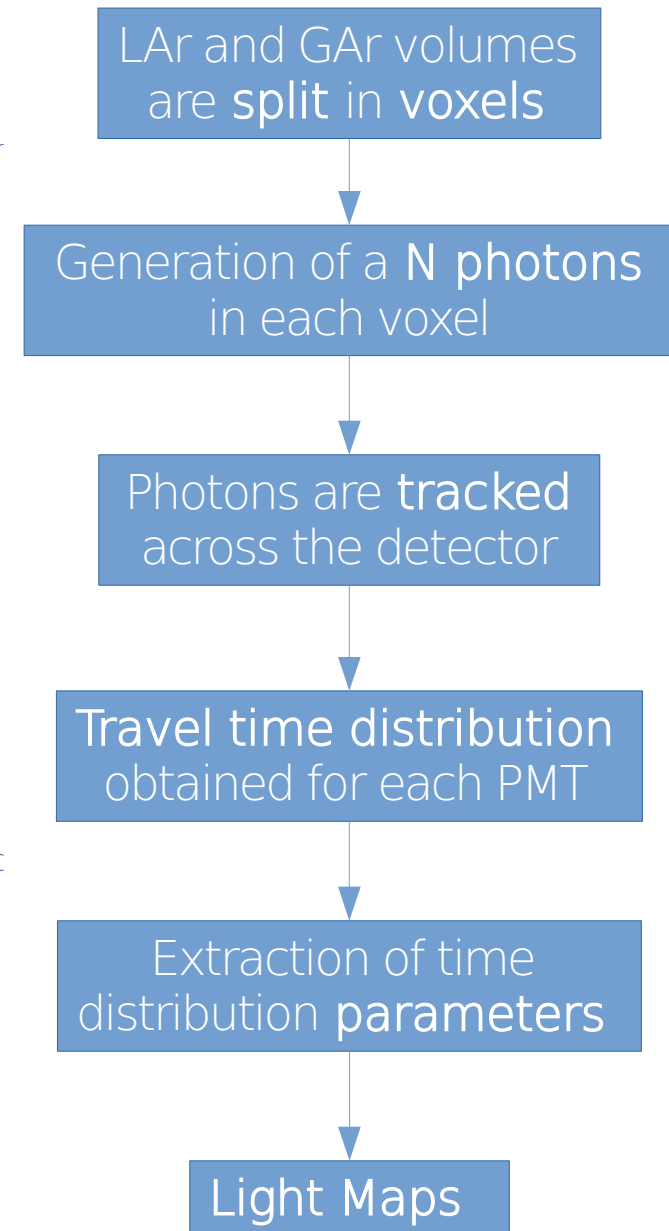 LAr and GAr volumes
are split in voxels
Generation of a N photons
in each voxel
Photons are tracked
across the detector
Travel time distribution
obtained for each PMT
Extraction of time
distribution parameters
Light Maps